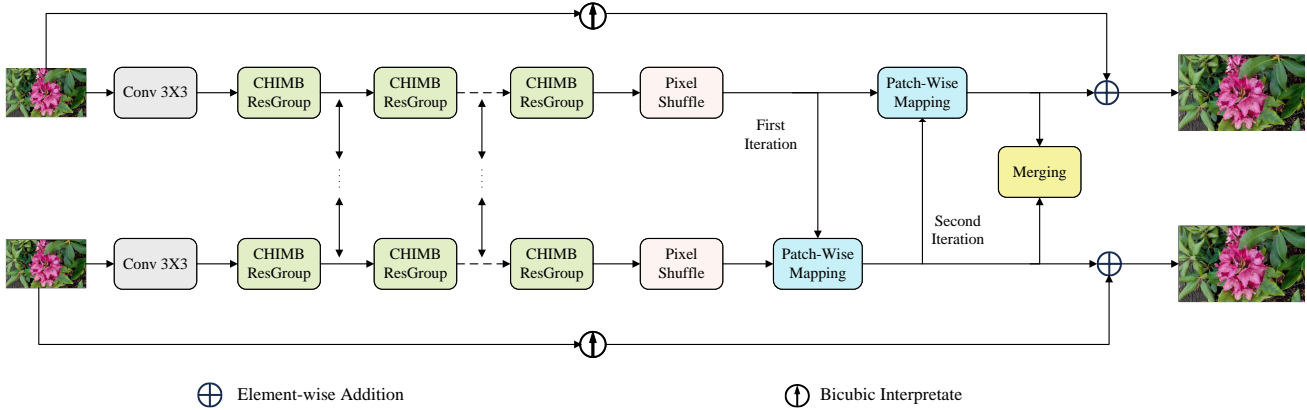 Conv 3X3
CHIMB
ResGroup
CHIMB
ResGroup
CHIMB
ResGroup
Pixel
Shuffle
Patch-Wise
Mapping
First
Iteration
Merging
Second
Iteration
Conv 3X3
CHIMB
ResGroup
CHIMB
ResGroup
CHIMB
ResGroup
Pixel
Shuffle
Patch-Wise
Mapping
Element-wise Addition
Bicubic Interpretate